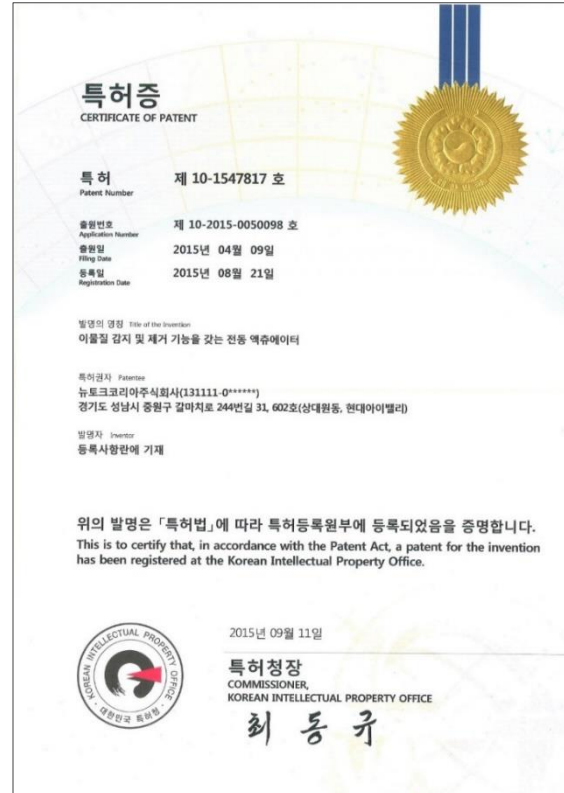 특허증
CERTIFICATE OF PATENT
특 허 제 10-1547817 호
Patent Number
출원번호 제 10-2015-0050098 호
Application Number
출원일 2015년 04월 09일
Filing Date
등록일 2015년 08월 21일
Registration Date
발명의 명칭 Title of the Invention
이물질 감지 및 제거 기능을 갖는 전동 액츄에이터
특허권자 Patentee
뉴토크코리아주식회사(131111-0******)
경기도 성남시 중원구 갈마치로 244번길 31, 602호(상대원동, 현대아이밸리)
발명자 Inventor
등록사항란에 기재
위의 발명은 「특허법」에 따라 특허등록원부에 등록되었음을 증명합니다.
This is to certify that, in accordance with the Patent Act, a patent for the invention
has been registered at the Korean Intellectual Property Office.
2015년 09월 11일
특허청장
COMMISSIONER,
KOREAN INTELLECTUAL PROPERTY OFFICE
최 동 규
KOREAN INTELLECTUAL PROPERTY OFFICE
대한민국 특허청